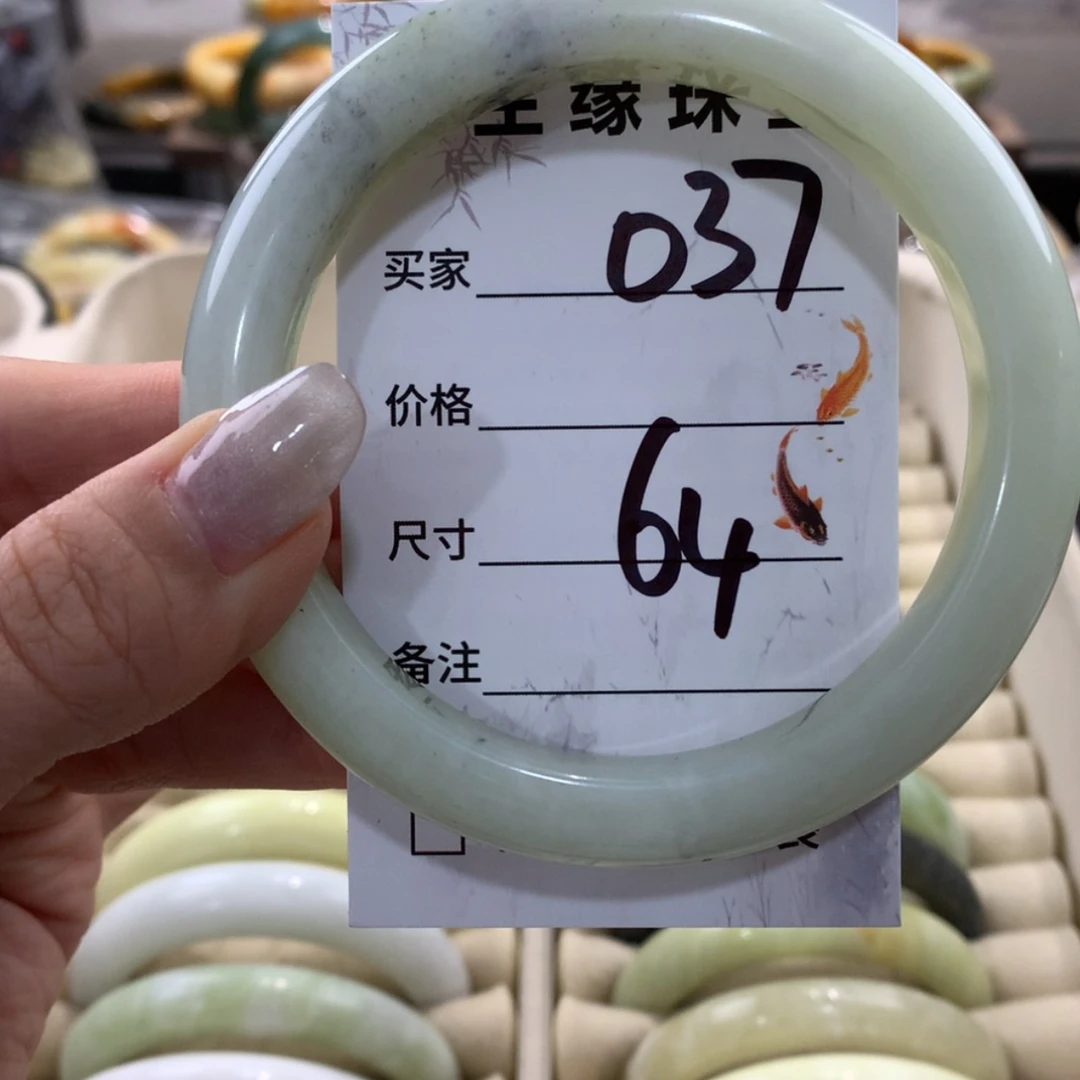 缘珠
买家 037
价格
尺寸 64
备注